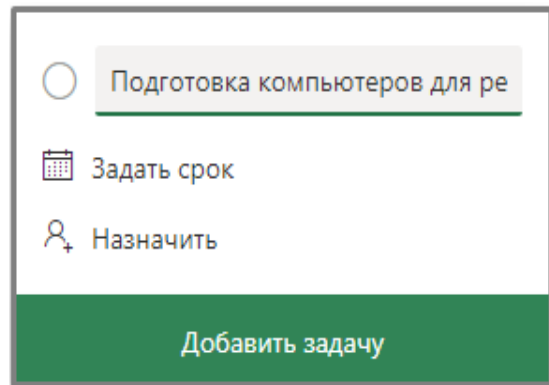 Подготовка компьютеров для ре
Задать срок
Назначить
Добавить задачу